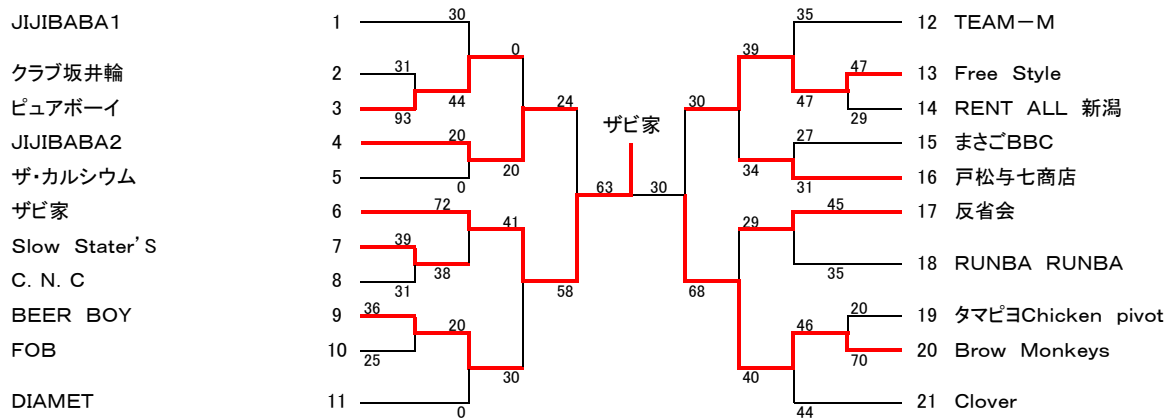 JIJIBABA1 1 30
クラブ坂井輪 2 31
ピュアボーイ 3 93 44 0
JIJIBABA2 4 20
ザ・カルシウム 5 0 20 24
ザビ家 6 72
Slow Stater'S 7 39
C.N.C 8 31 38 41
BEER BOY 9 36
FOB 10 25 20
DIAMET 11 0 30 58
ザビ家
63 30
35 12 TEAM－M
39 47 13 Free Style
47 29 14 RENT ALL 新潟
30 27 15 まさごBBC
34 31 16 戸松与七商店
45 17 反省会
29 35 18 RUNBA RUNBA
68 20 19 タマピヨChicken pivot
46 70 20 Brow Monkeys
40 44 21 Clover